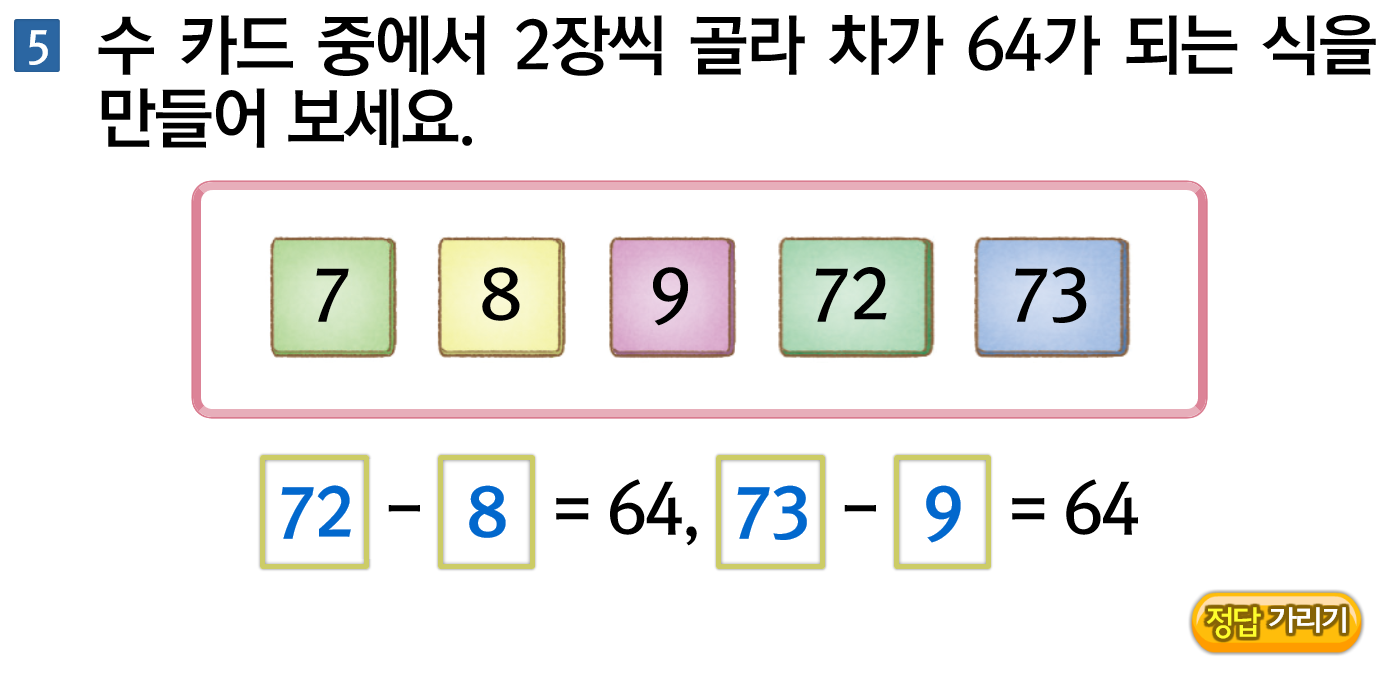 5 수 카드 중에서 2장씩 골라 차가 64가 되는 식을
만들어 보세요.
7 8 9 72 73
72 - 8 = 64, 73 - 9 = 64
정답 가리기